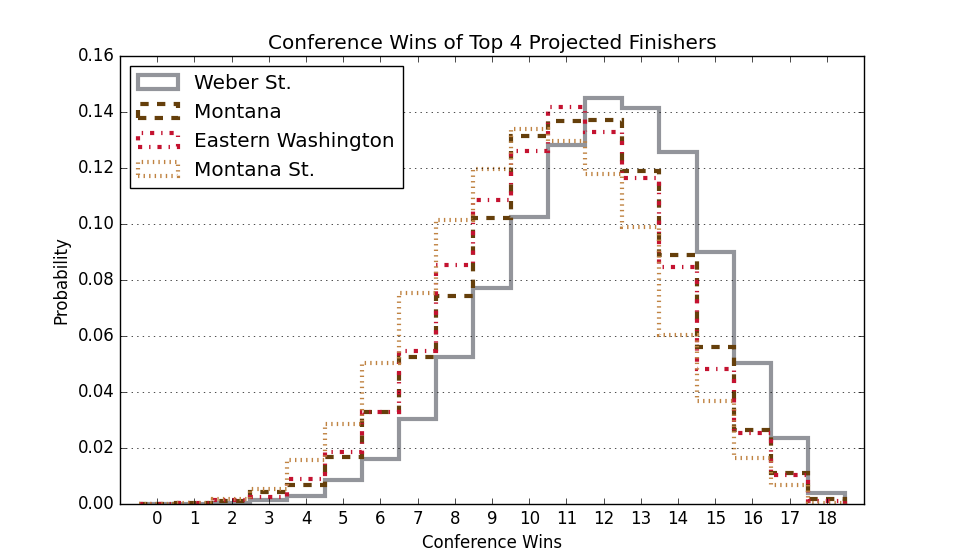 Conference Wins of Top 4 Projected Finishers
Weber St.
Montana
Eastern Washington
Montana St.
0.16
0.14
0.12
0.10
0.08
0.06
0.04
0.02
0.00
Probability
0 1 2 3 4 5 6 7 8 9 10 11 12 13 14 15 16 17 18
Conference Wins